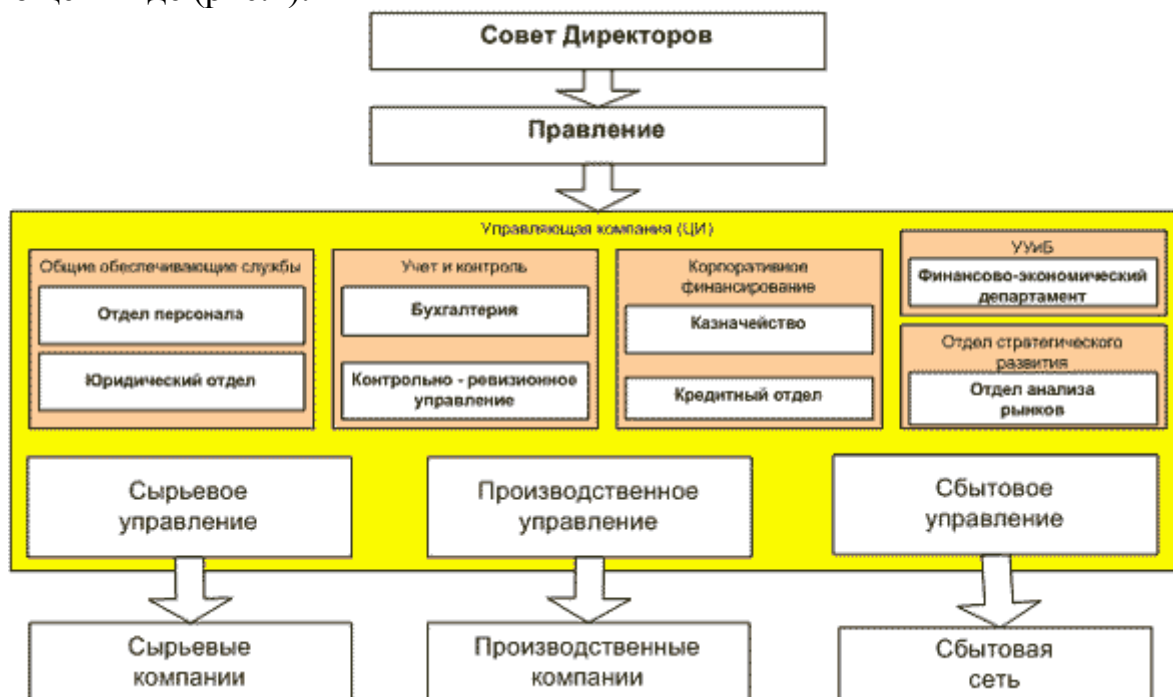 Совет Директоров
Правление
Управляющая компания (ЦИ)
Общие обеспечивающие службы
Отдел персонала
Юридический отдел
Учет и контроль
Бухгалтерия
Контрольно - ревизионное
управление
Корпоративное
финансирование
Казначейство
Кредитный отдел
УУиБ
Финансово-экономический
департамент
Отдел стратегического
развития
Отдел анализа
рынков
Сырьевое
управление
Производственное
управление
Сбытовое
управление
Сырьевые
компании
Производственные
компании
Сбытовая
сеть